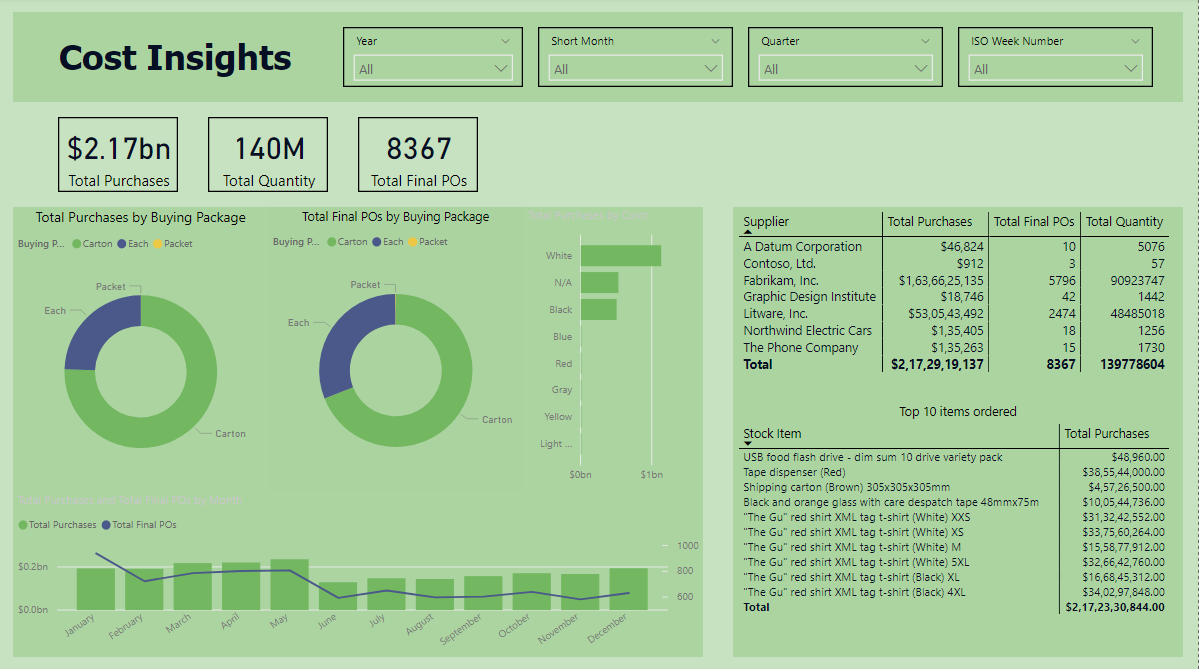 Cost Insights
Year
All
Short Month
All
Quarter
All
ISO Week Number
All
$2.17bn
Total Purchases
140M
Total Quantity
8367
Total Final POs
Total Purchases by Buying Package
Buying P... Carton Each Packet
Packet
Each
Carton
Total Final POs by Buying Package
Buying P... Carton Each Packet
Packet
Each
Carton
Total Purchases by Color
White
N/A
Black
Blue
Red
Gray
Yellow
Light ...
$0bn $1bn
Total Purchases and Total Final POs by Month
Total Purchases Total Final POs
$0.2bn
$0.0bn
1000
800
600
January February March April May June July August September October November December
Supplier Total Purchases Total Final POs Total Quantity
A Datum Corporation $46,824 10 5076
Contoso, Ltd. $912 3 57
Fabrikam, Inc. $1,63,66,25,135 5796 90923747
Graphic Design Institute $18,746 42 1442
Litware, Inc. $53,05,43,492 2474 48485018
Northwind Electric Cars $1,35,405 18 1256
The Phone Company $1,35,263 15 1730
Total $2,17,29,19,137 8367 139778604
Top 10 items ordered
Stock Item Total Purchases
USB food flash drive - dim sum 10 drive variety pack $48,960.00
Tape dispenser (Red) $38,55,44,000.00
Shipping carton (Brown) 305x305x305mm $4,57,26,500.00
Black and orange glass with care despatch tape 48mmx75m $10,05,44,736.00
"The Gu" red shirt XML tag t-shirt (White) XXS $31,32,42,552.00
"The Gu" red shirt XML tag t-shirt (White) XS $33,75,60,264.00
"The Gu" red shirt XML tag t-shirt (White) M $15,58,77,912.00
"The Gu" red shirt XML tag t-shirt (White) 5XL $32,66,42,760.00
"The Gu" red shirt XML tag t-shirt (Black) XL $16,68,45,312.00
"The Gu" red shirt XML tag t-shirt (Black) 4XL $34,02,97,848.00
Total $2,17,23,30,844.00